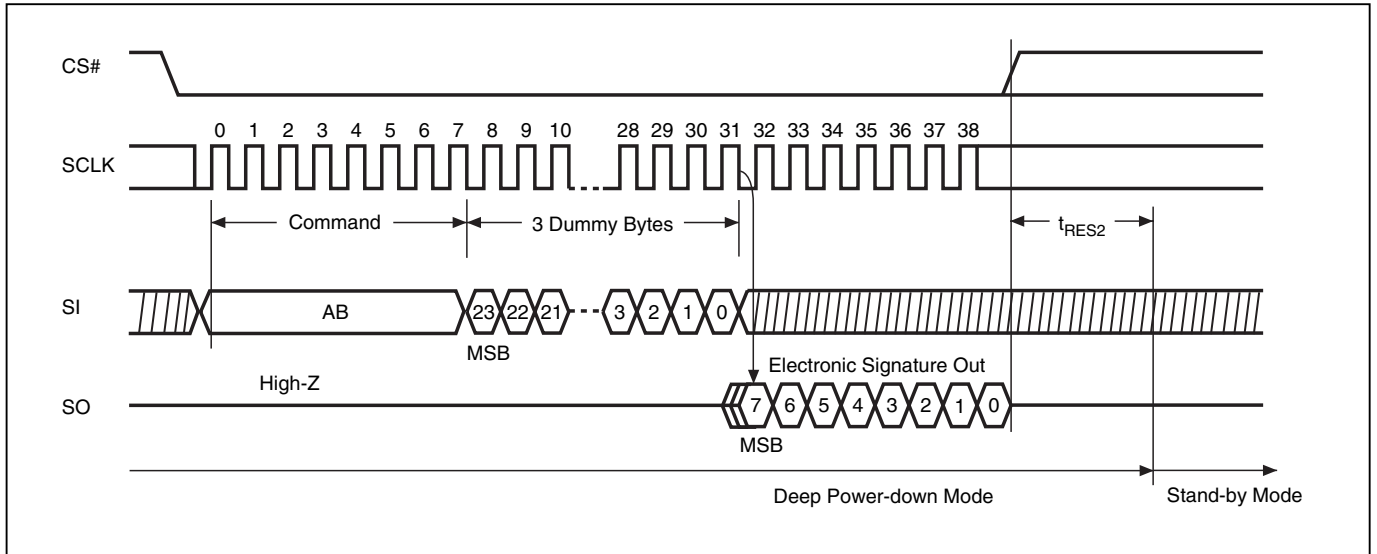 CS#
0 1 2 3 4 5 6 7 8 9 10 28 29 30 31 32 33 34 35 36 37 38
SCLK
Command 3 Dummy Bytes tRES2
SI AB 23 22 21 3 2 1 0
MSB
Electronic Signature Out
High-Z
SO 7 6 5 4 3 2 1 0
MSB
Deep Power-down Mode Stand-by Mode